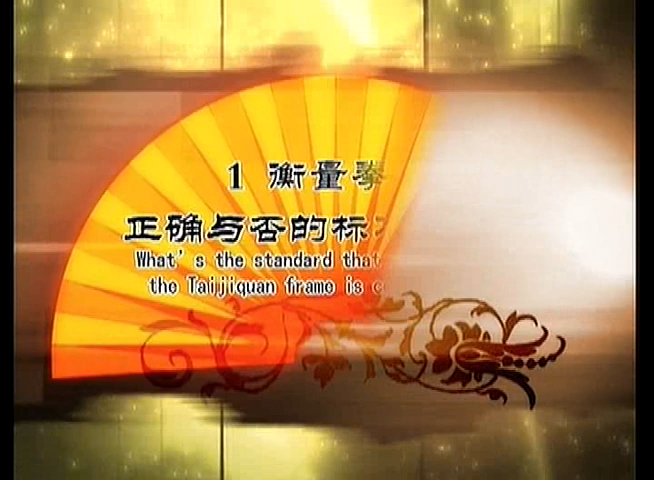 1 衡量拳
正确与否的标
What's the standard that
the Taijiquan frame is